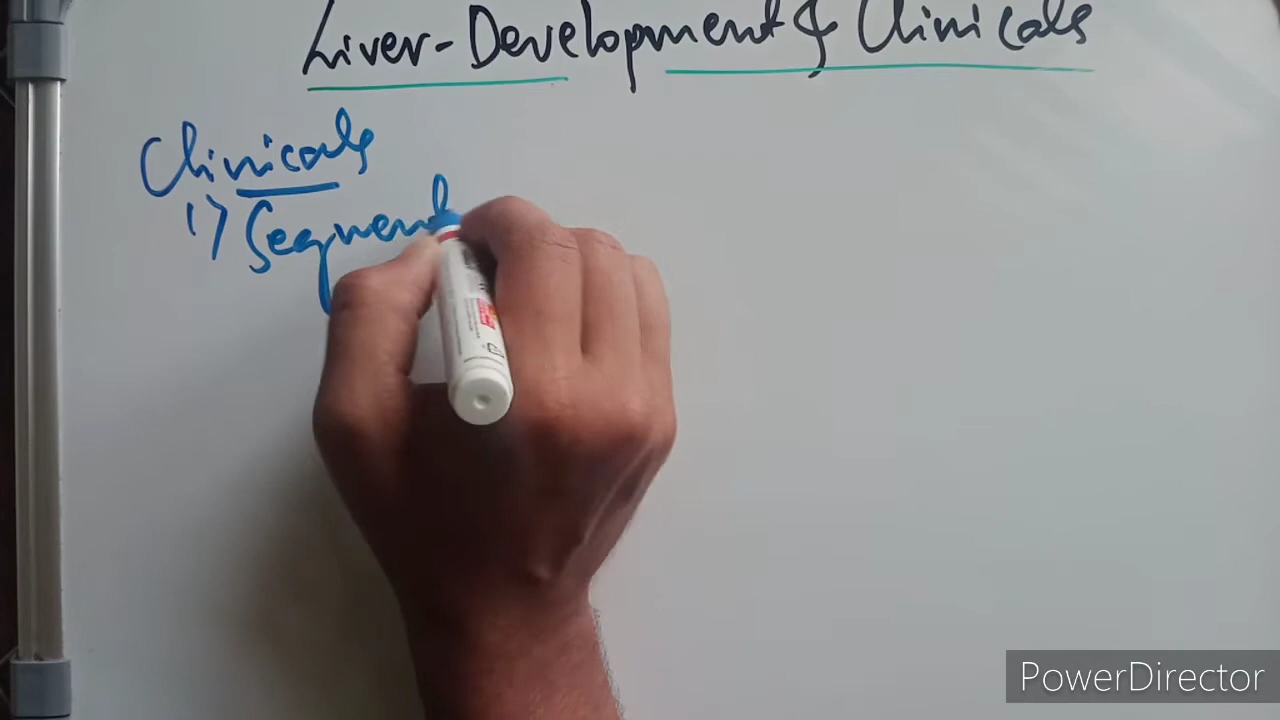 Liver-Development & Clinicals
Clinicals
1) Segment
PowerDirector